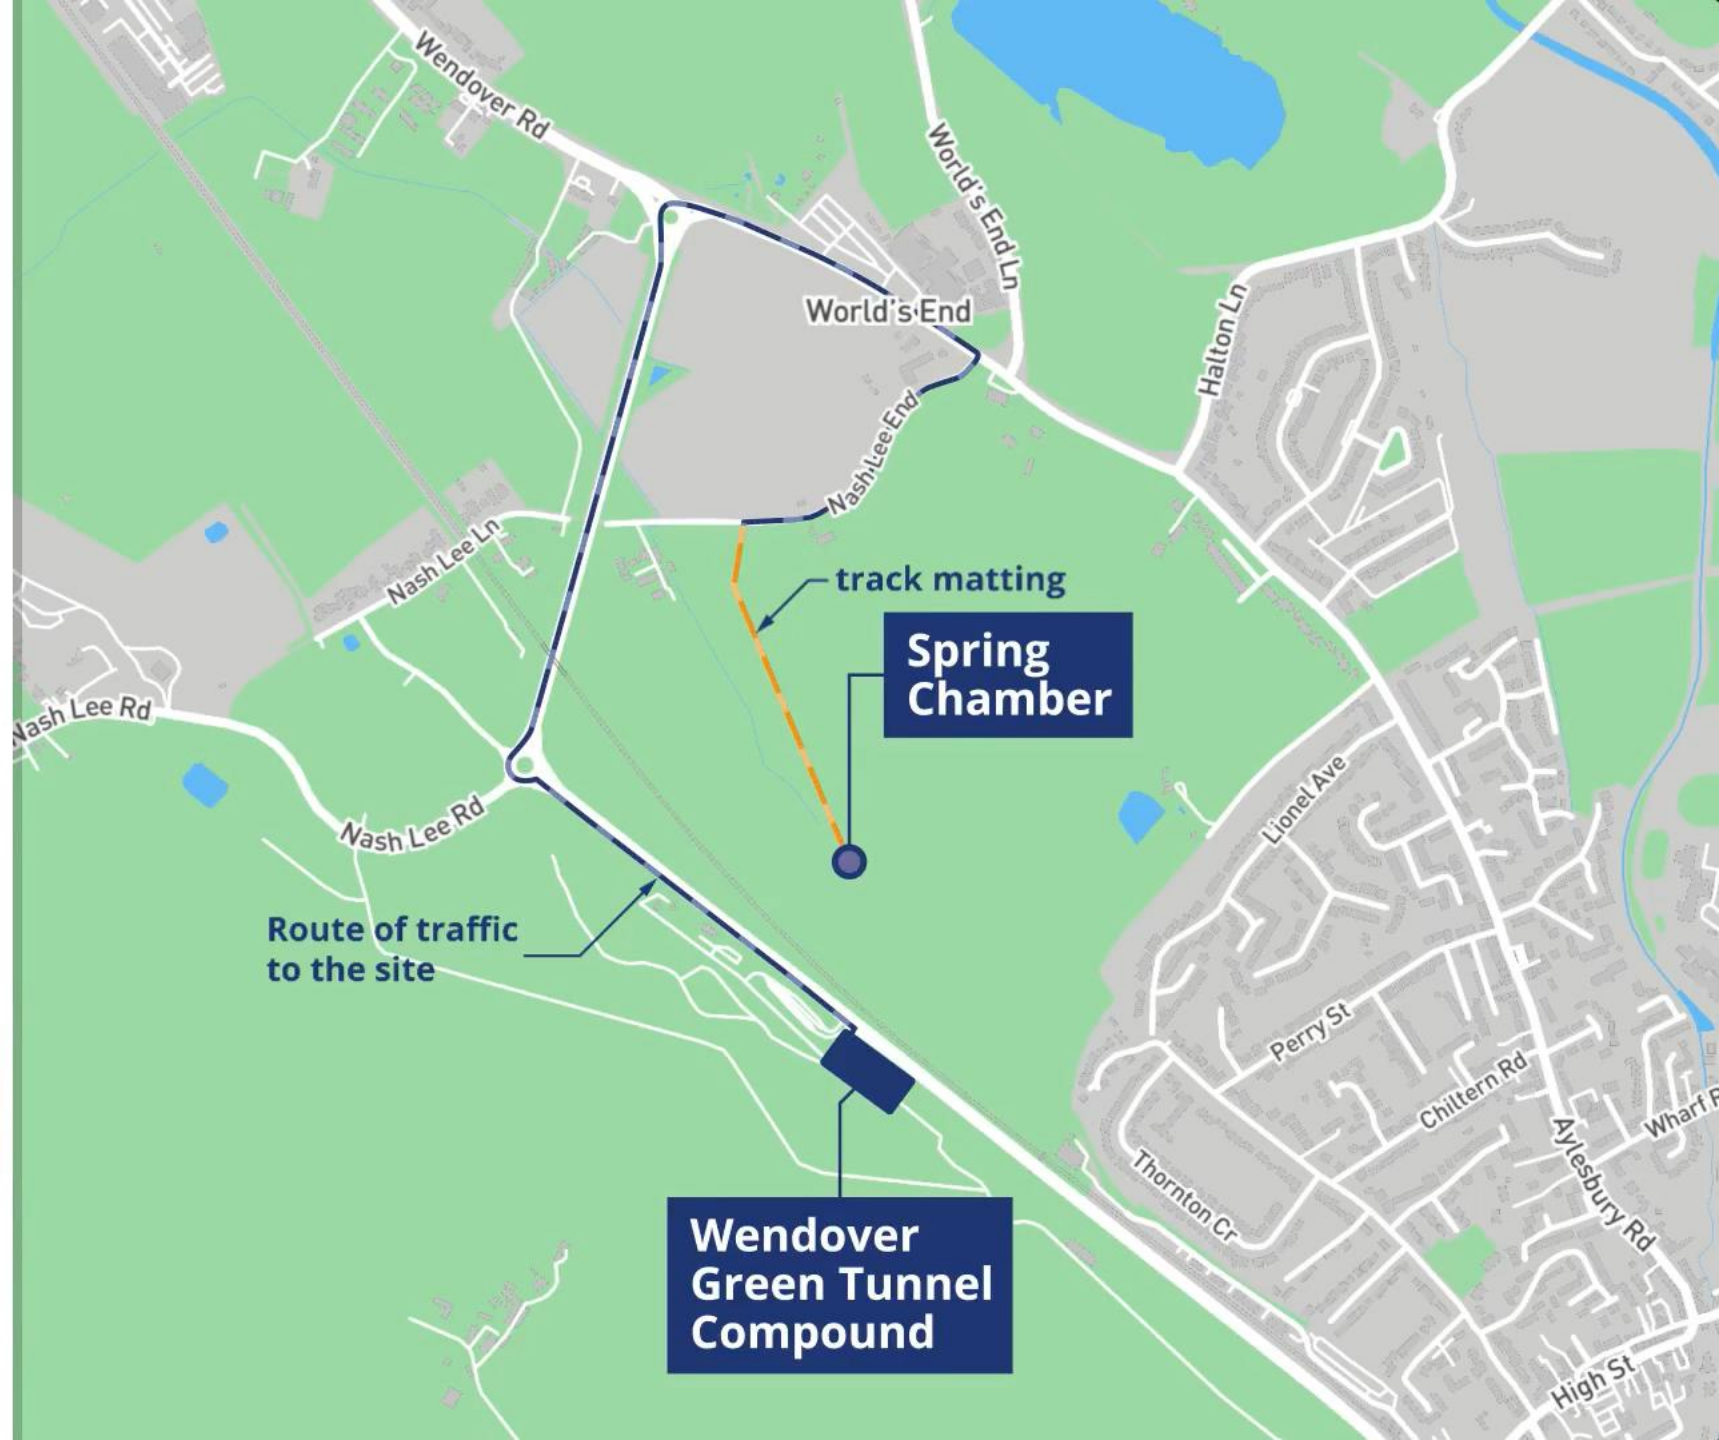 Wendover Rd
World's End Ln
World's End
Halton Ln
Nash Lee End
Nash Lee Ln
track matting
Spring
Chamber
Nash Lee Rd
Nash Lee Rd
Lionel Ave
Route of traffic
to the site
Perry St
Chiltern Rd
Wharf R
Aylesbury Rd
Thornton Cr
Wendover
Green Tunnel
Compound
High St